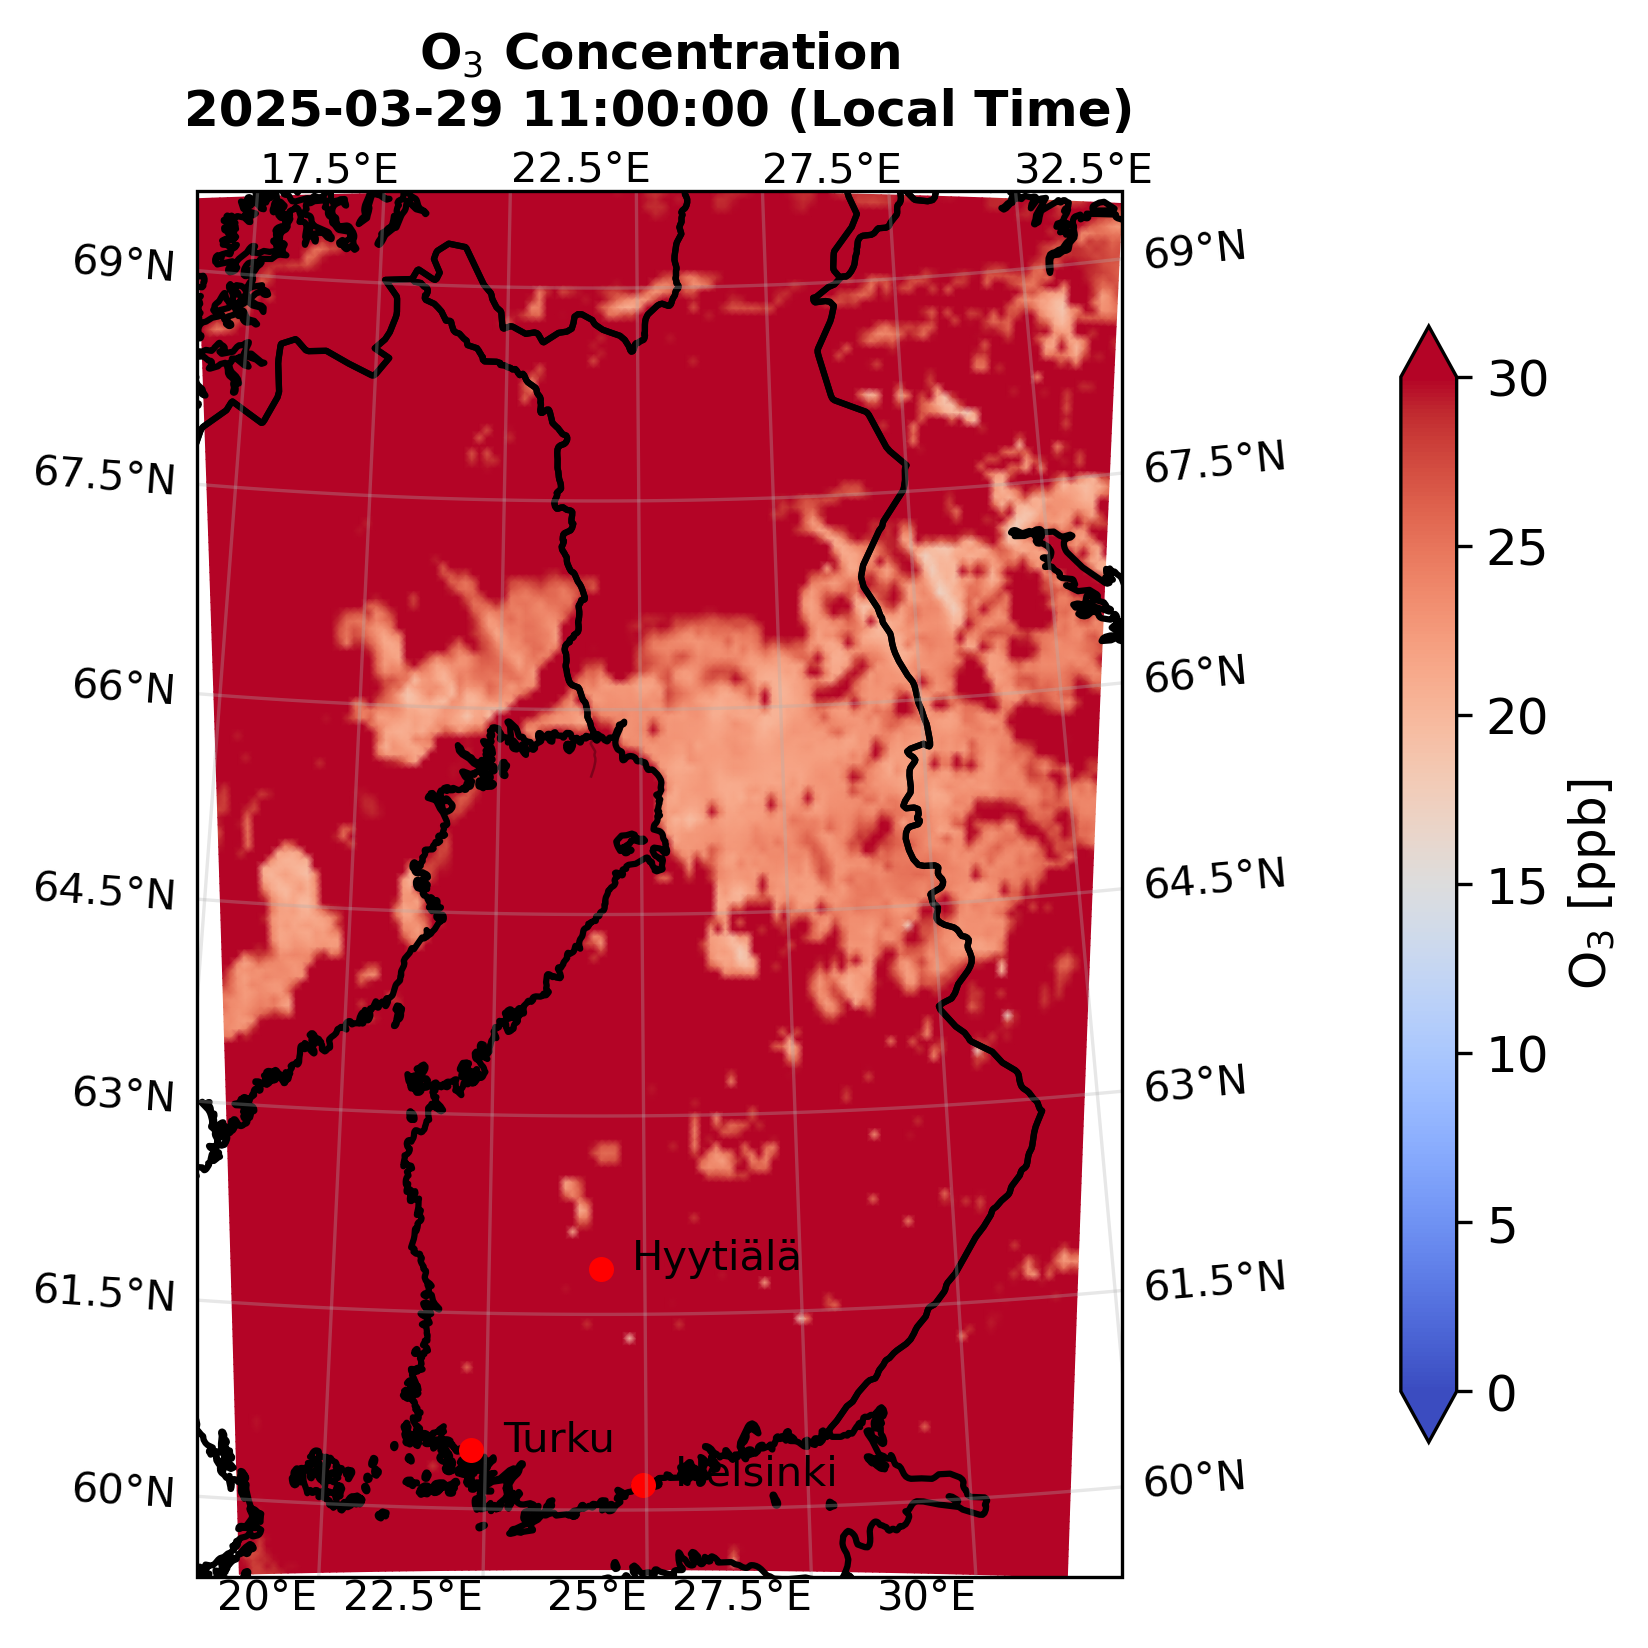 O₃ Concentration
2025-03-29 11:00:00 (Local Time)
17.5°E 22.5°E 27.5°E 32.5°E
69°N 69°N
67.5°N 67.5°N
66°N 66°N
64.5°N 64.5°N
63°N 63°N
61.5°N 61.5°N
60°N 60°N
Hyytiälä
Turku
Helsinki
20°E 22.5°E 25°E 27.5°E 30°E
30
25
20
15
10
5
0
O₃ [ppb]